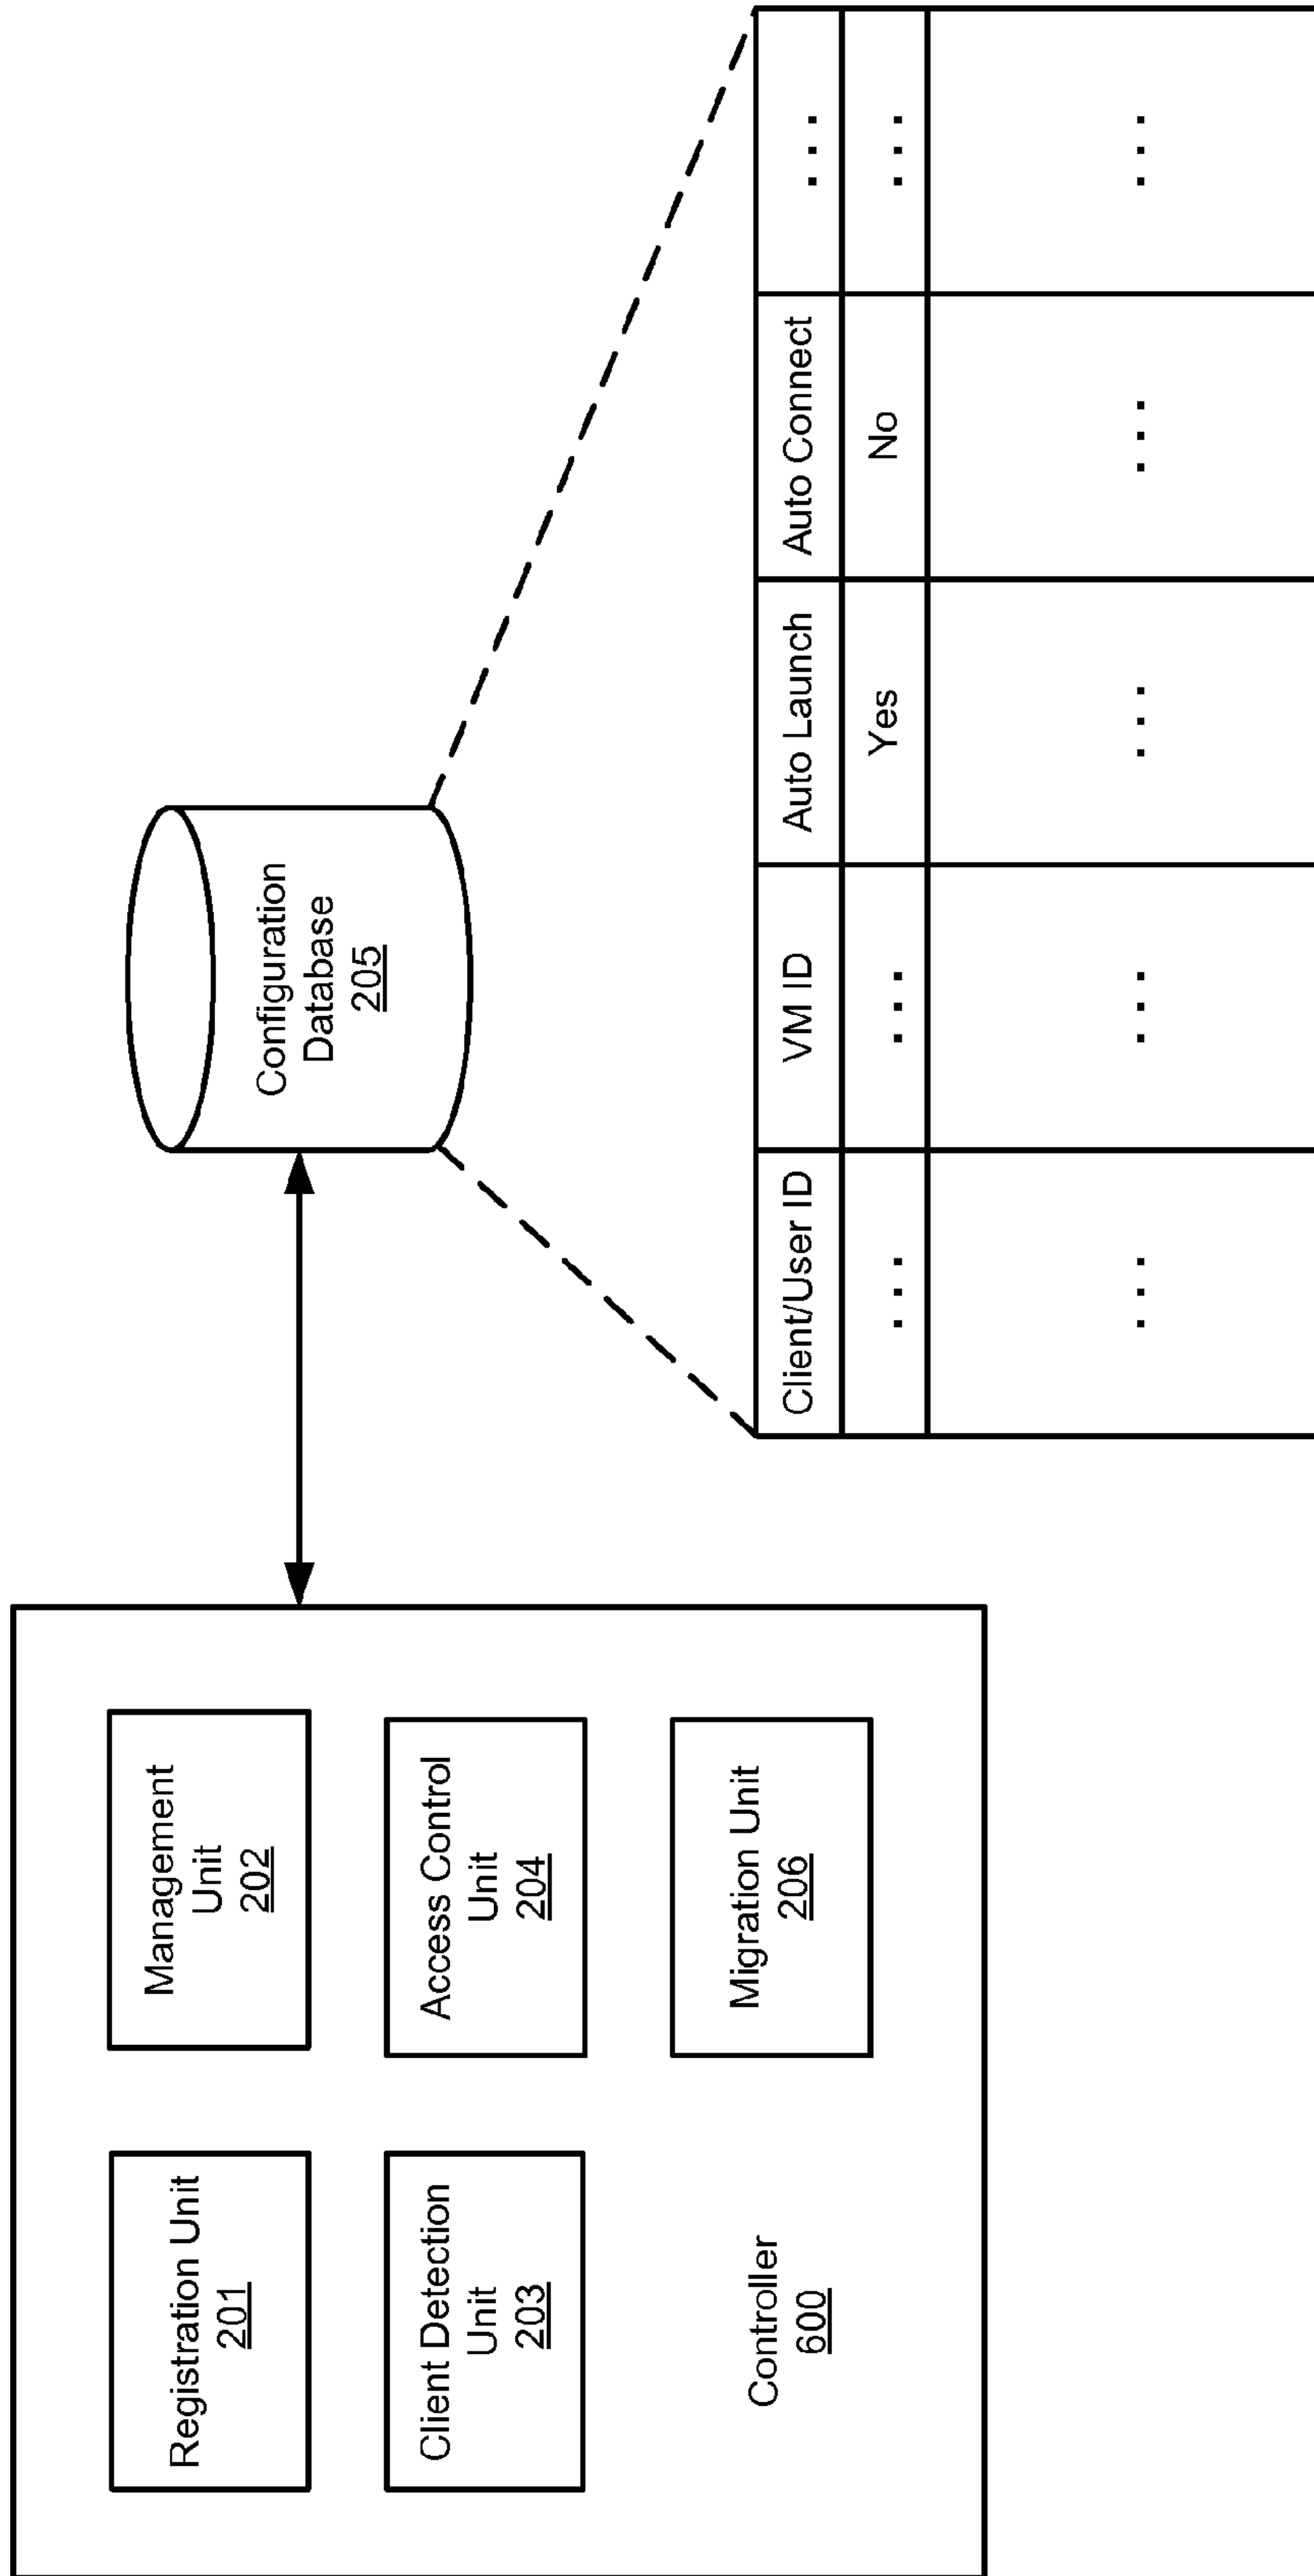 Registration Unit
201
Management
Unit
202
Client Detection
Unit
203
Access Control
Unit
204
Controller
600
Migration Unit
206
Configuration
Database
205
Client/User ID
VM ID
Auto Launch
Auto Connect
...
...
...
Yes
No
...
...
...
...
...
...